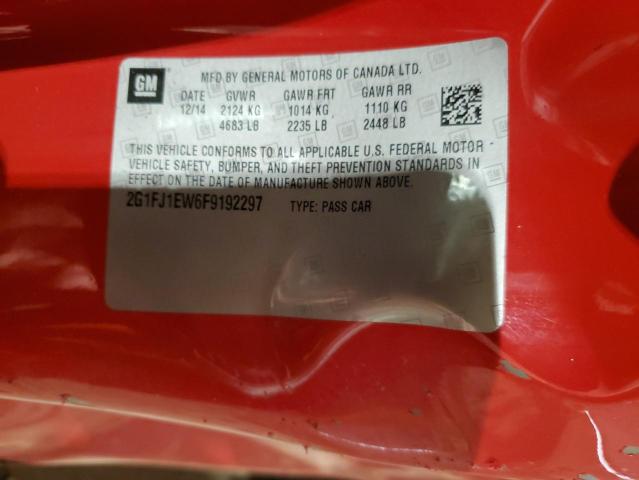 GM
MFD BY GENERAL MOTORS OF CANADA LTD.
DATE GVWR GAWR FRT GAWR RR
12/14 2124 KG 1014 KG 1110 KG
4683 LB 2235 LB 2448 LB
THIS VEHICLE CONFORMS TO ALL APPLICABLE U.S. FEDERAL MOTOR
VEHICLE SAFETY, BUMPER, AND THEFT PREVENTION STANDARDS IN
EFFECT ON THE DATE OF MANUFACTURE SHOWN ABOVE.
2G1FJ1EW6F9192297 TYPE: PASS CAR